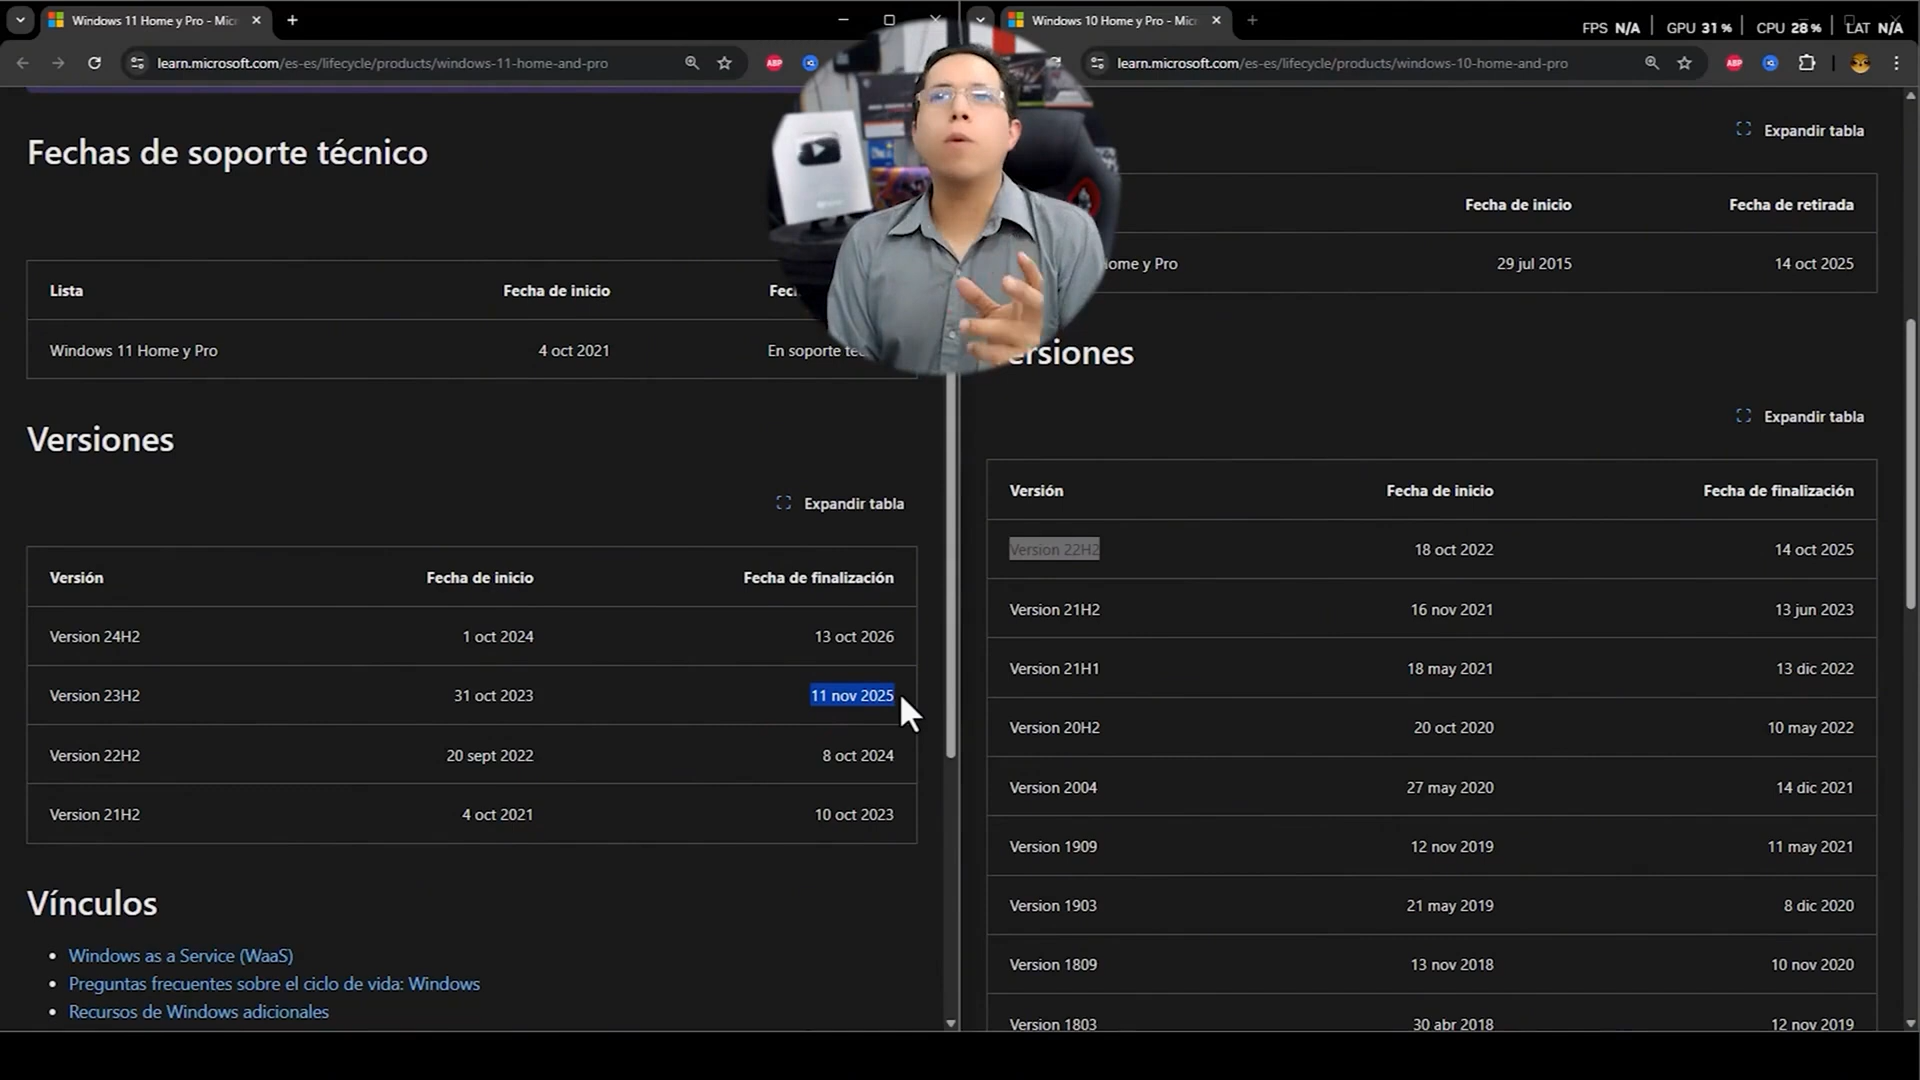 Windows 11 Home y Pro - Mic
learn.microsoft.com/es-es/lifecycle/products/windows-11-home-and-pro
ABP
Fechas de soporte técnico
Lista Fecha de inicio
Windows 11 Home y Pro 4 oct 2021 En soporte
Versiones
Expandir tabla
Versión Fecha de inicio Fecha de finalización
Version 24H2 1 oct 2024 13 oct 2026
Version 23H2 31 oct 2023 11 nov 2025
Version 22H2 20 sept 2022 8 oct 2024
Version 21H2 4 oct 2021 10 oct 2023
Vínculos
Windows as a Service (WaaS)
Preguntas frecuentes sobre el ciclo de vida: Windows
Recursos de Windows adicionales
Windows 10 Home y Pro - Mic
FPS N/A GPU 31 % CPU 28 % LAT N/A
learn.microsoft.com/es-es/lifecycle/products/windows-10-home-and-pro
ABP
Expandir tabla
Fecha de inicio Fecha de retirada
ome y Pro 29 jul 2015 14 oct 2025
ersiones
Expandir tabla
Versión Fecha de inicio Fecha de finalización
Version 22H2 18 oct 2022 14 oct 2025
Version 21H2 16 nov 2021 13 jun 2023
Version 21H1 18 may 2021 13 dic 2022
Version 20H2 20 oct 2020 10 may 2022
Version 2004 27 may 2020 14 dic 2021
Version 1909 12 nov 2019 11 may 2021
Version 1903 21 may 2019 8 dic 2020
Version 1809 13 nov 2018 10 nov 2020
Version 1803 30 abr 2018 12 nov 2019